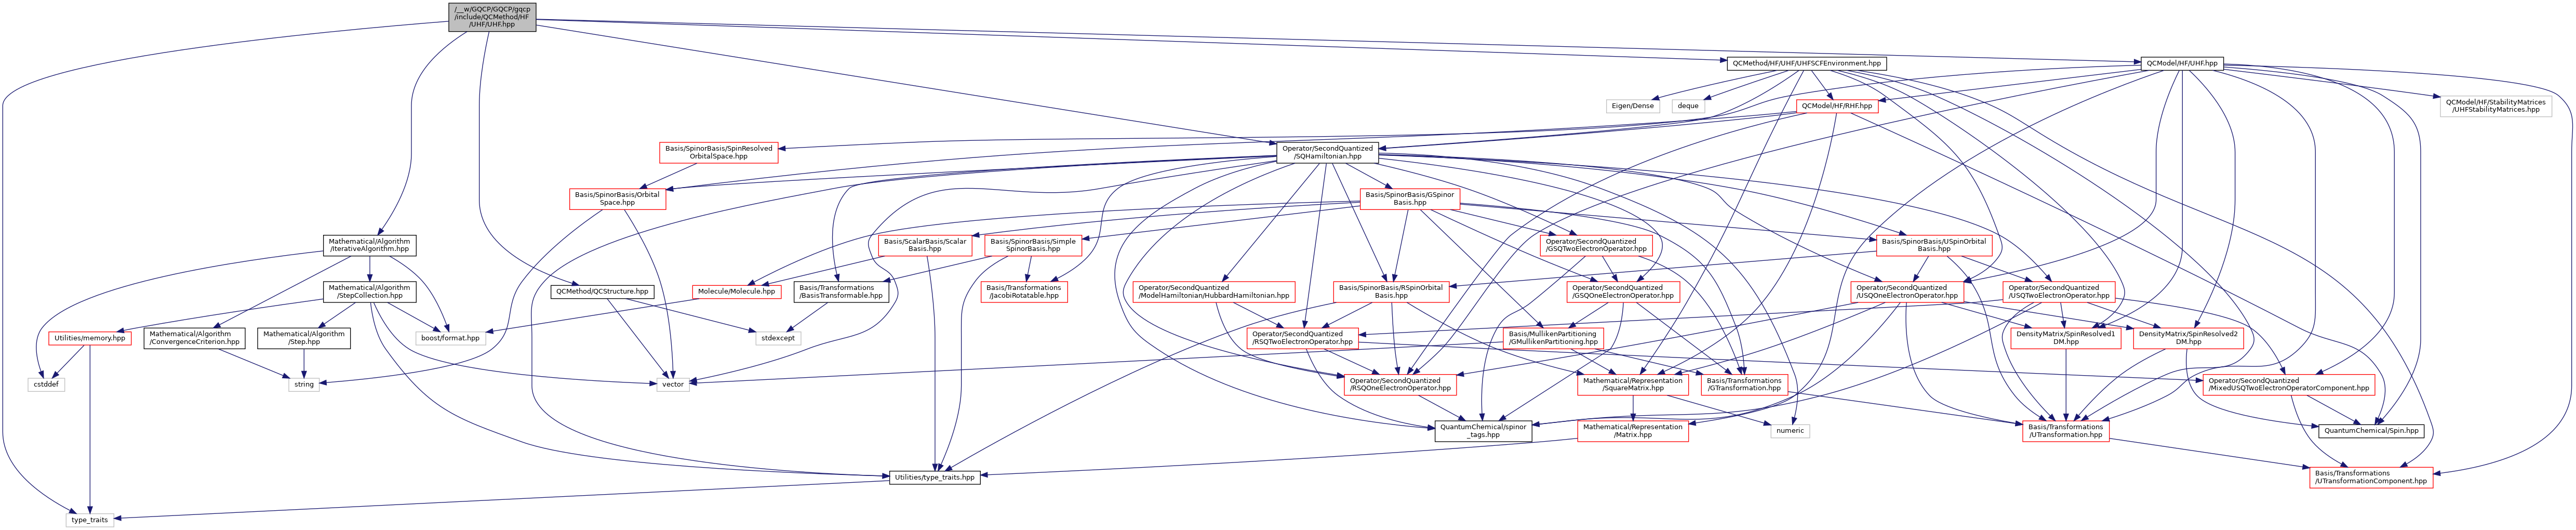 /__w/GQCP/GQCP/gqcp
/include/QCMethod/HF
/UHF/UHF.hpp
QCMethod/HF/UHF/UHFSCFEnvironment.hpp
QCModel/HF/UHF.hpp
Eigen/Dense
deque
QCModel/HF/RHF.hpp
QCModel/HF/StabilityMatrices
/UHFStabilityMatrices.hpp
Basis/SpinorBasis/SpinResolved
OrbitalSpace.hpp
Operator/SecondQuantized
/SQHamiltonian.hpp
Basis/SpinorBasis/Orbital
Space.hpp
Basis/SpinorBasis/GSpinor
Basis.hpp
Mathematical/Algorithm
/IterativeAlgorithm.hpp
Basis/ScalarBasis/Scalar
Basis.hpp
Basis/SpinorBasis/Simple
SpinorBasis.hpp
Operator/SecondQuantized
/GSQTwoElectronOperator.hpp
Basis/SpinorBasis/USpinOrbital
Basis.hpp
Mathematical/Algorithm
/StepCollection.hpp
QCMethod/QCStructure.hpp
Molecule/Molecule.hpp
Basis/Transformations
/BasisTransformable.hpp
Basis/Transformations
/JacobiRotatable.hpp
Operator/SecondQuantized
/ModelHamiltonian/HubbardHamiltonian.hpp
Basis/SpinorBasis/RSpinOrbital
Basis.hpp
Operator/SecondQuantized
/GSQOneElectronOperator.hpp
Operator/SecondQuantized
/USQOneElectronOperator.hpp
Operator/SecondQuantized
/USQTwoElectronOperator.hpp
Utilities/memory.hpp
Mathematical/Algorithm
/ConvergenceCriterion.hpp
Mathematical/Algorithm
/Step.hpp
boost/format.hpp
stdexcept
Operator/SecondQuantized
/RSQTwoElectronOperator.hpp
Basis/MullikenPartitioning
/GMullikenPartitioning.hpp
DensityMatrix/SpinResolved1
DM.hpp
DensityMatrix/SpinResolved2
DM.hpp
cstddef
string
vector
Operator/SecondQuantized
/RSQOneElectronOperator.hpp
Mathematical/Representation
/SquareMatrix.hpp
Basis/Transformations
/GTransformation.hpp
Operator/SecondQuantized
/MixedUSQTwoElectronOperatorComponent.hpp
QuantumChemical/spinor
_tags.hpp
Mathematical/Representation
/Matrix.hpp
numeric
Basis/Transformations
/UTransformation.hpp
QuantumChemical/Spin.hpp
Utilities/type_traits.hpp
Basis/Transformations
/UTransformationComponent.hpp
type_traits